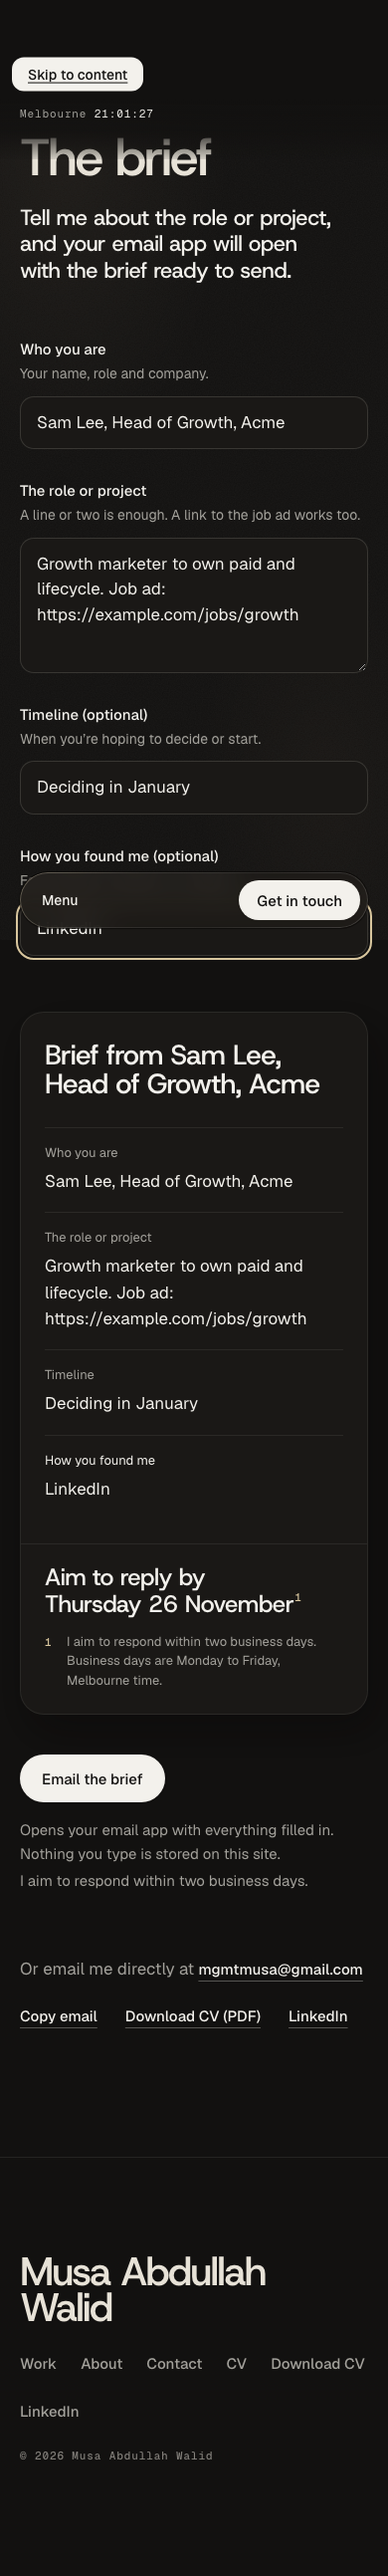 Skip to content
Melbourne 21:01:27
The brief
Tell me about the role or project,
and your email app will open
with the brief ready to send.
Who you are
Your name, role and company.
Sam Lee, Head of Growth, Acme
The role or project
A line or two is enough. A link to the job ad works too.
Growth marketer to own paid and
lifecycle. Job ad:
https://example.com/jobs/growth
Timeline (optional)
When you're hoping to decide or start.
Deciding in January
How you found me (optional)
Menu
Get in touch
LinkedIn
Brief from Sam Lee,
Head of Growth, Acme
Who you are
Sam Lee, Head of Growth, Acme
The role or project
Growth marketer to own paid and
lifecycle. Job ad:
https://example.com/jobs/growth
Timeline
Deciding in January
How you found me
LinkedIn
Aim to reply by
Thursday 26 November1
1 I aim to respond within two business days.
Business days are Monday to Friday,
Melbourne time.
Email the brief
Opens your email app with everything filled in.
Nothing you type is stored on this site.
I aim to respond within two business days.
Or email me directly at mgmtmusa@gmail.com
Copy email Download CV (PDF) LinkedIn
Musa Abdullah
Walid
Work About Contact CV Download CV
LinkedIn
© 2026 Musa Abdullah Walid